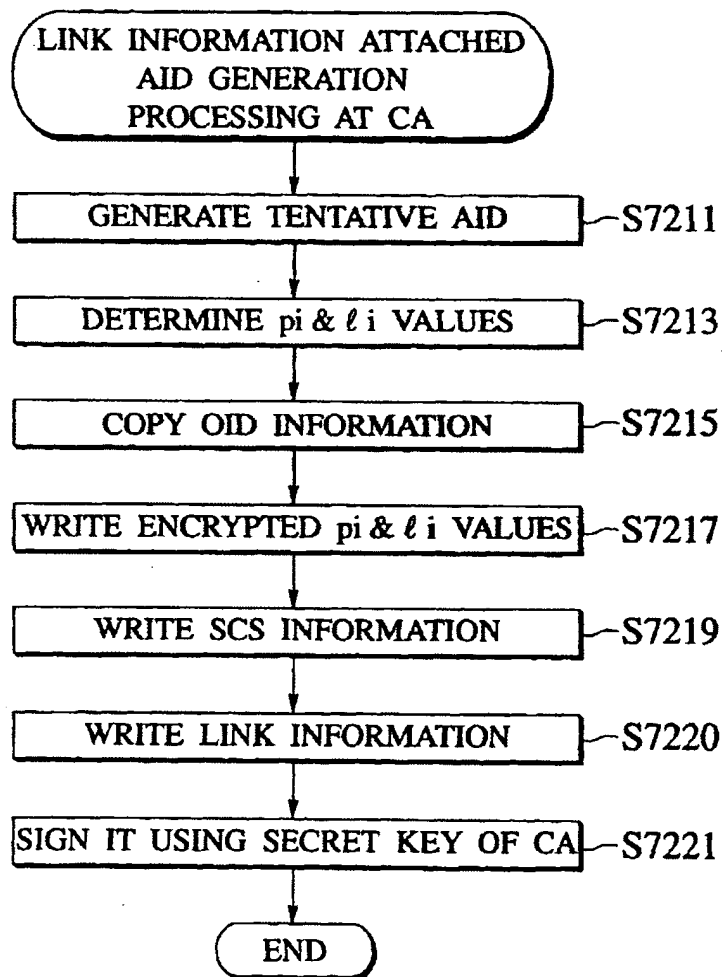 LINK INFORMATION ATTACHED
AID GENERATION
PROCESSING AT CA
GENERATE TENTATIVE AID
S7211
DETERMINE pi & ℓ i VALUES
S7213
COPY OID INFORMATION
S7215
WRITE ENCRYPTED pi & ℓ i VALUES
S7217
WRITE SCS INFORMATION
S7219
WRITE LINK INFORMATION
S7220
SIGN IT USING SECRET KEY OF CA
S7221
END